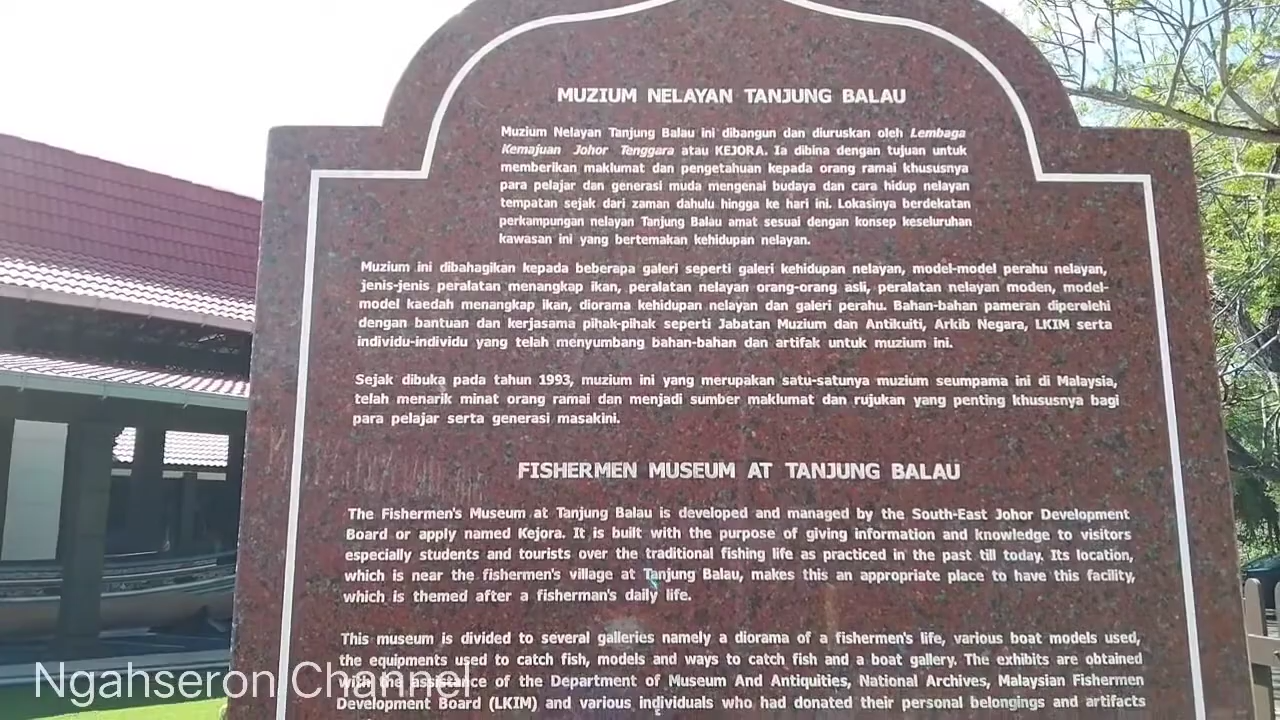 MUZIUM NELAYAN TANJUNG BALAU
Muzium Nelayan Tanjung Balau ini dibangun dan diuruskan oleh Lembaga
Kemajuan Johor Tenggara atau KEJORA. Ia dibina dengan tujuan untuk
memberikan maklumat dan pengetahuan kepada orang ramai khususnya
para pelajar dan generasi muda mengenai budaya dan cara hidup nelayan
tempatan sejak dari zaman dahulu hingga ke hari ini. Lokasinya berdekatan
perkampungan nelayan Tanjung Balau amat sesuai dengan konsep keseluruhan
kawasan ini yang bertemakan kehidupan nelayan.
Muzium ini dibahagikan kepada beberapa galeri seperti galeri kehidupan nelayan, model-model perahu nelayan,
jenis-jenis peralatan menangkap ikan, peralatan nelayan orang-orang asli, peralatan nelayan moden, model-
model kaedah menangkap ikan, diorama kehidupan nelayan dan galeri perahu. Bahan-bahan pameran diperolehi
dengan bantuan dan kerjasama pihak-pihak seperti Jabatan Muzium dan Antikuiti, Arkib Negara, LKIM serta
individu-individu yang telah menyumbang bahan-bahan dan artifak untuk muzium ini.
Sejak dibuka pada tahun 1993, muzium ini yang merupakan satu-satunya muzium seumpama ini di Malaysia,
telah menarik minat orang ramai dan menjadi sumber maklumat dan rujukan yang penting khususnya bagi
para pelajar serta generasi masakini.
FISHERMEN MUSEUM AT TANJUNG BALAU
The Fishermen's Museum at Tanjung Balau is developed and managed by the South-East Johor Development
Board or apply named Kejora. It is built with the purpose of giving information and knowledge to visitors
especially students and tourists over the traditional fishing life as practiced in the past till today. Its location,
which is near the fishermen's village at Tanjung Balau, makes this an appropriate place to have this facility,
which is themed after a fisherman's daily life.
This museum is divided to several galleries namely a diorama of a fishermen's life, various boat models used,
the equipments used to catch fish, models and ways to catch fish and a boat gallery. The exhibits are obtained
with the assistance of the Department of Museum And Antiquities, National Archives, Malaysian Fishermen
Development Board (LKIM) and various individuals who had donated their personal belongings and artifacts
Ngahseron Channel